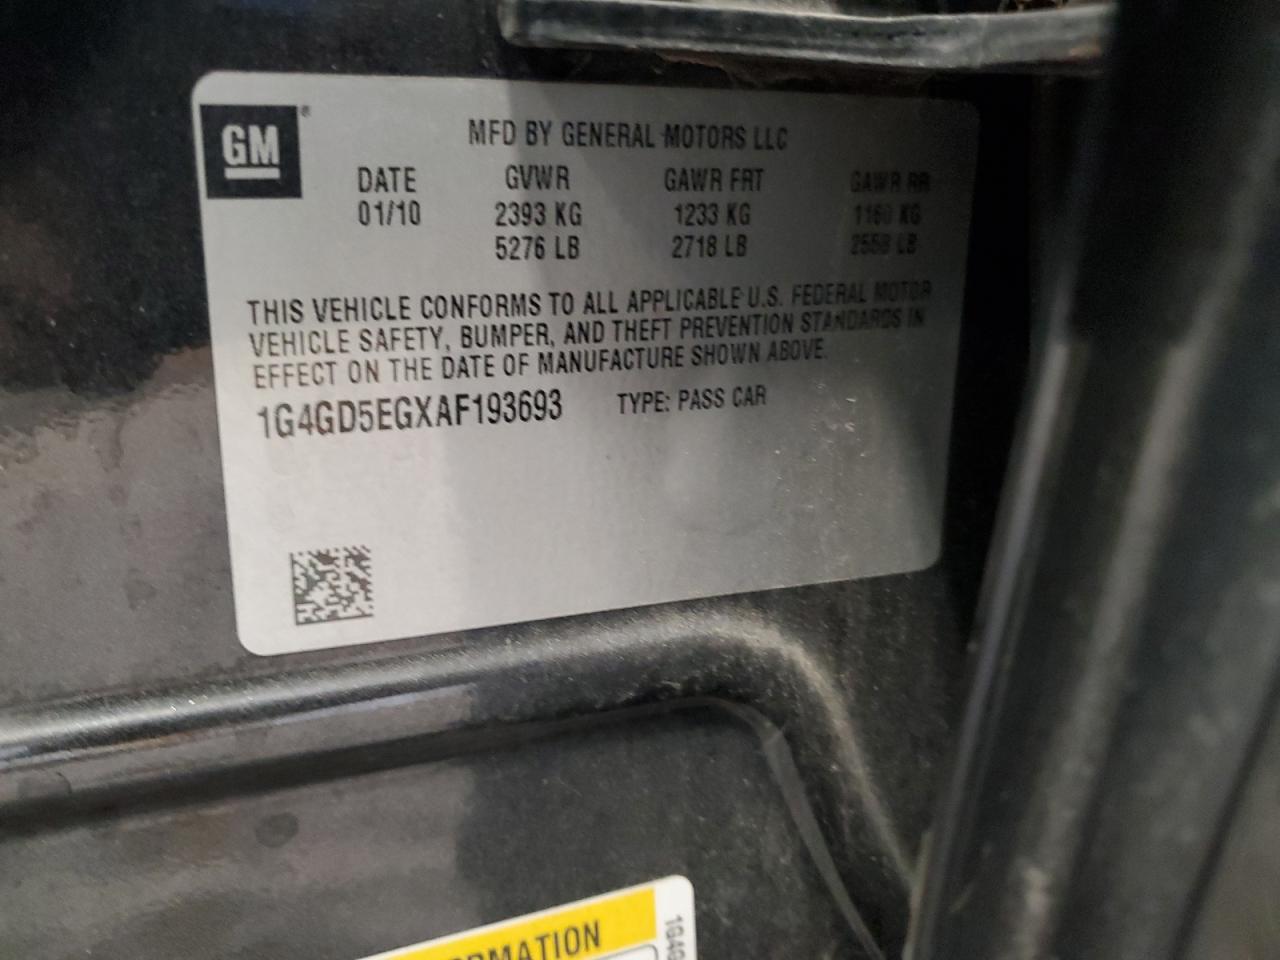 GM
MFD BY GENERAL MOTORS LLC
DATE GVWR GAWR FRT GAWR RR
01/10 2393 KG 1233 KG 1160 KG
5276 LB 2718 LB 2558 LB
THIS VEHICLE CONFORMS TO ALL APPLICABLE U.S. FEDERAL MOTOR
VEHICLE SAFETY, BUMPER, AND THEFT PREVENTION STANDARDS IN
EFFECT ON THE DATE OF MANUFACTURE SHOWN ABOVE.
1G4GD5EGXAF193693 TYPE: PASS CAR
RMATION